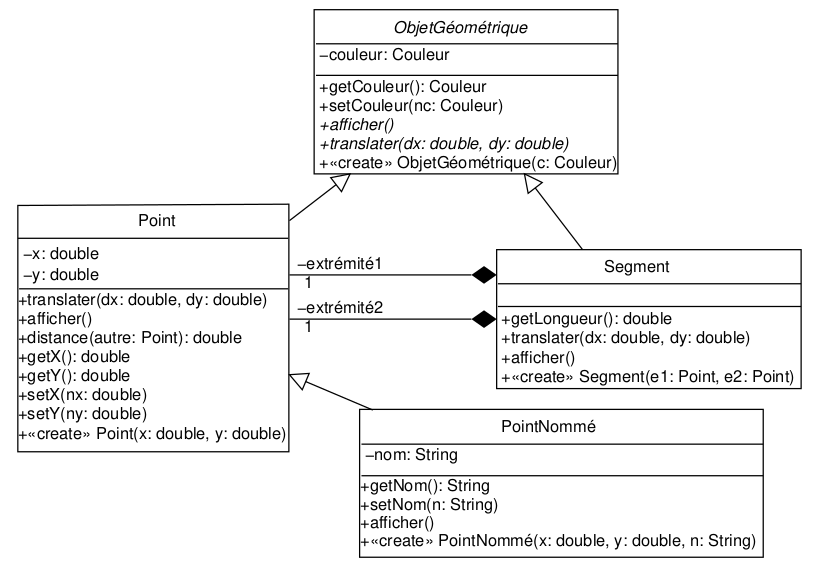 ObjetGéométrique
−couleur: Couleur
+getCouleur(): Couleur
+setCouleur(nc: Couleur)
+afficher()
+translater(dx: double, dy: double)
+«create» ObjetGéométrique(c: Couleur)
Point
−x: double
−y: double
+translater(dx: double, dy: double)
+afficher()
+distance(autre: Point): double
+getX(): double
+getY(): double
+setX(nx: double)
+setY(ny: double)
+«create» Point(x: double, y: double)
−extrémité1
1
−extrémité2
1
Segment
+getLongueur(): double
+translater(dx: double, dy: double)
+afficher()
+«create» Segment(e1: Point, e2: Point)
PointNommé
−nom: String
+getNom(): String
+setNom(n: String)
+afficher()
+«create» PointNommé(x: double, y: double, n: String)